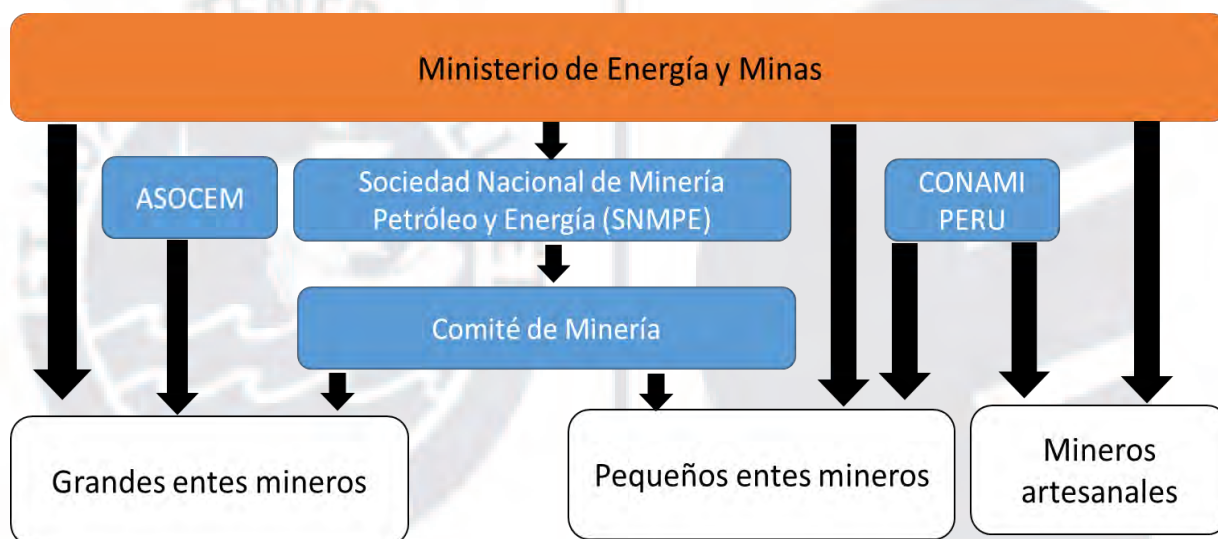 Ministerio de Energía y Minas
ASOCEM
Sociedad Nacional de Minería
Petróleo y Energía (SNMPE)
CONAMI
PERU
Comité de Minería
Grandes entes mineros
Pequeños entes mineros
Mineros
artesanales